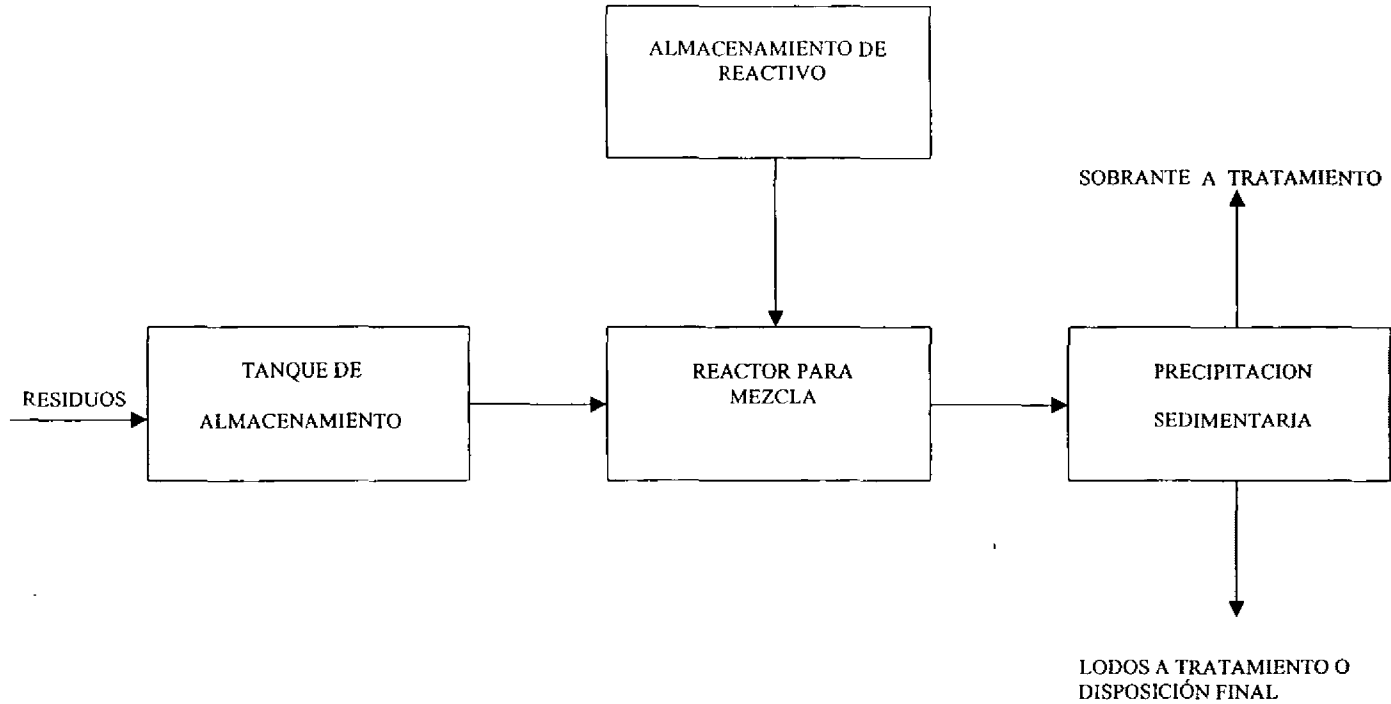 ALMACENAMIENTO DE
REACTIVO
SOBRANTE A TRATAMIENTO
RESIDUOS
TANQUE DE
ALMACENAMIENTO
REACTOR PARA
MEZCLA
PRECIPITACION
SEDIMENTARIA
LODOS A TRATAMIENTO O
DISPOSICIÓN FINAL